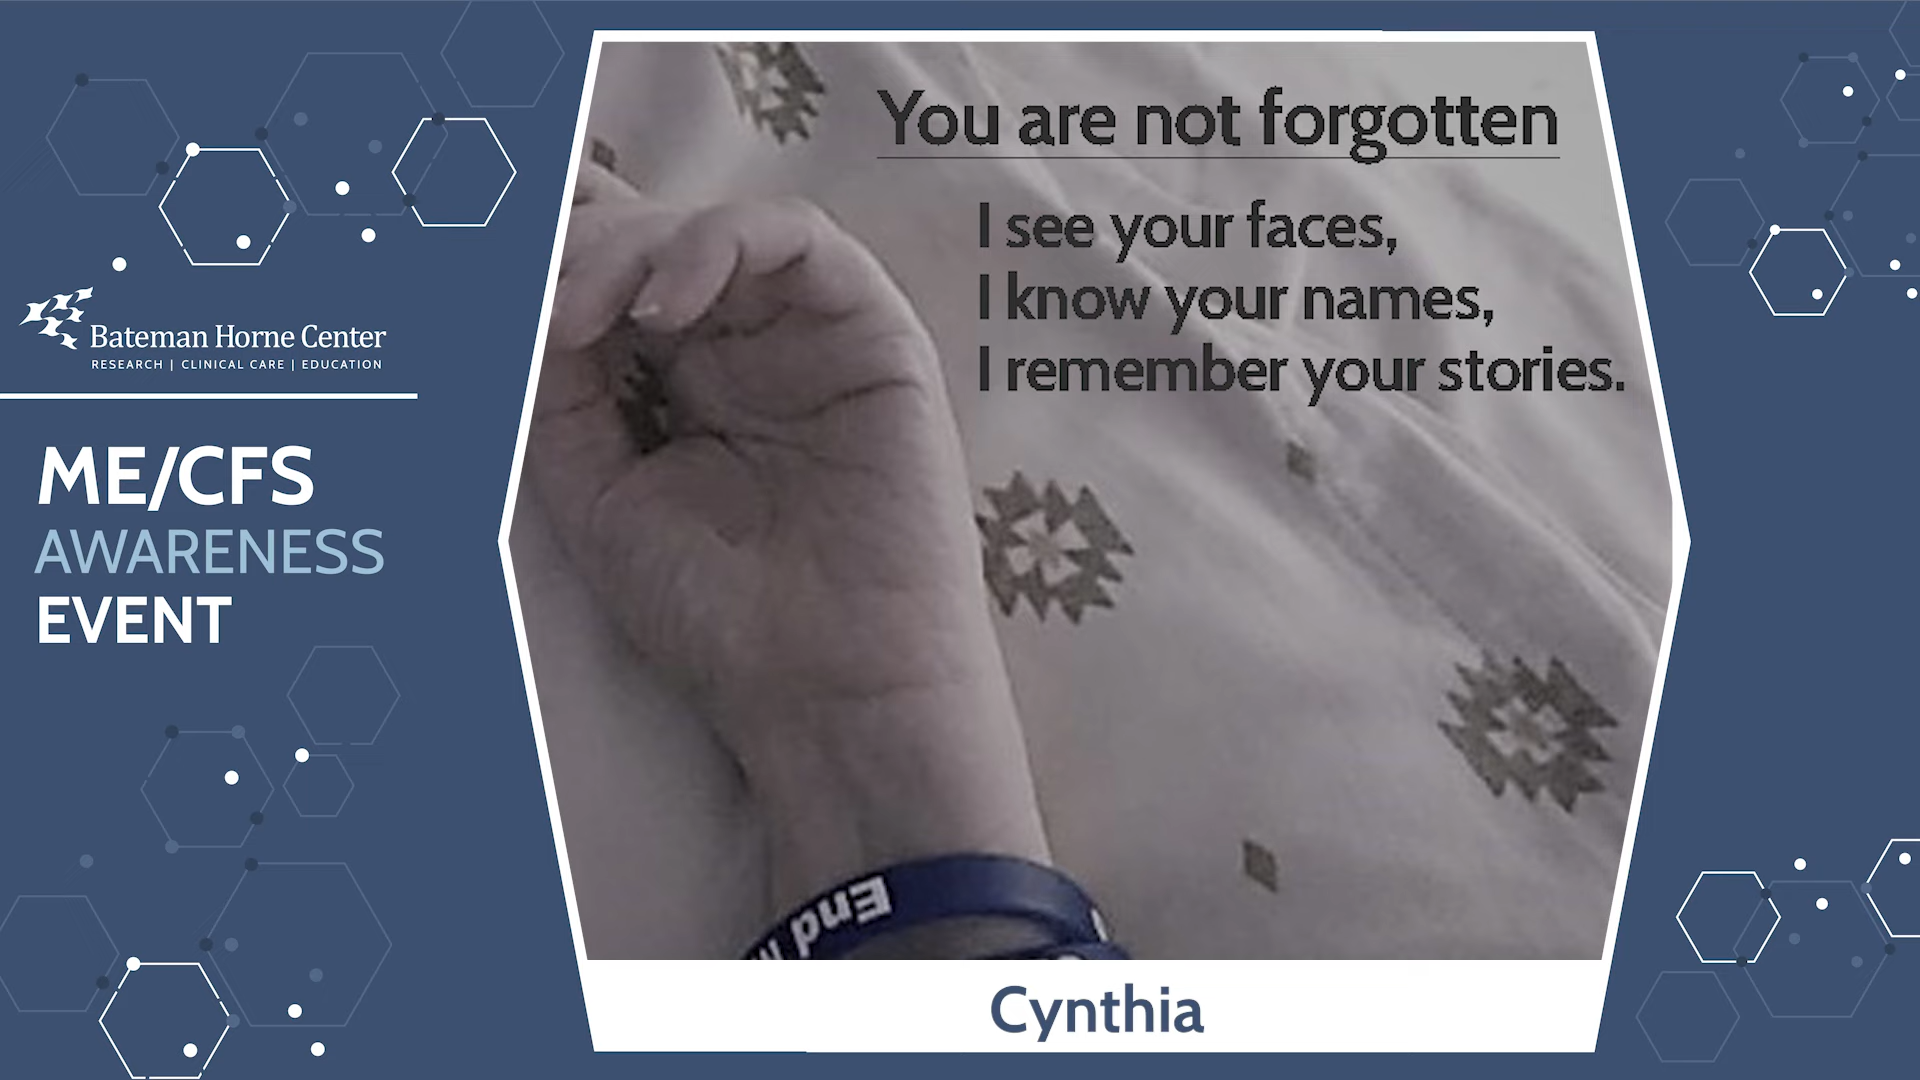 Bateman Horne Center
RESEARCH | CLINICAL CARE | EDUCATION
ME/CFS
AWARENESS
EVENT
You are not forgotten
I see your faces,
I know your names,
I remember your stories.
End
Cynthia